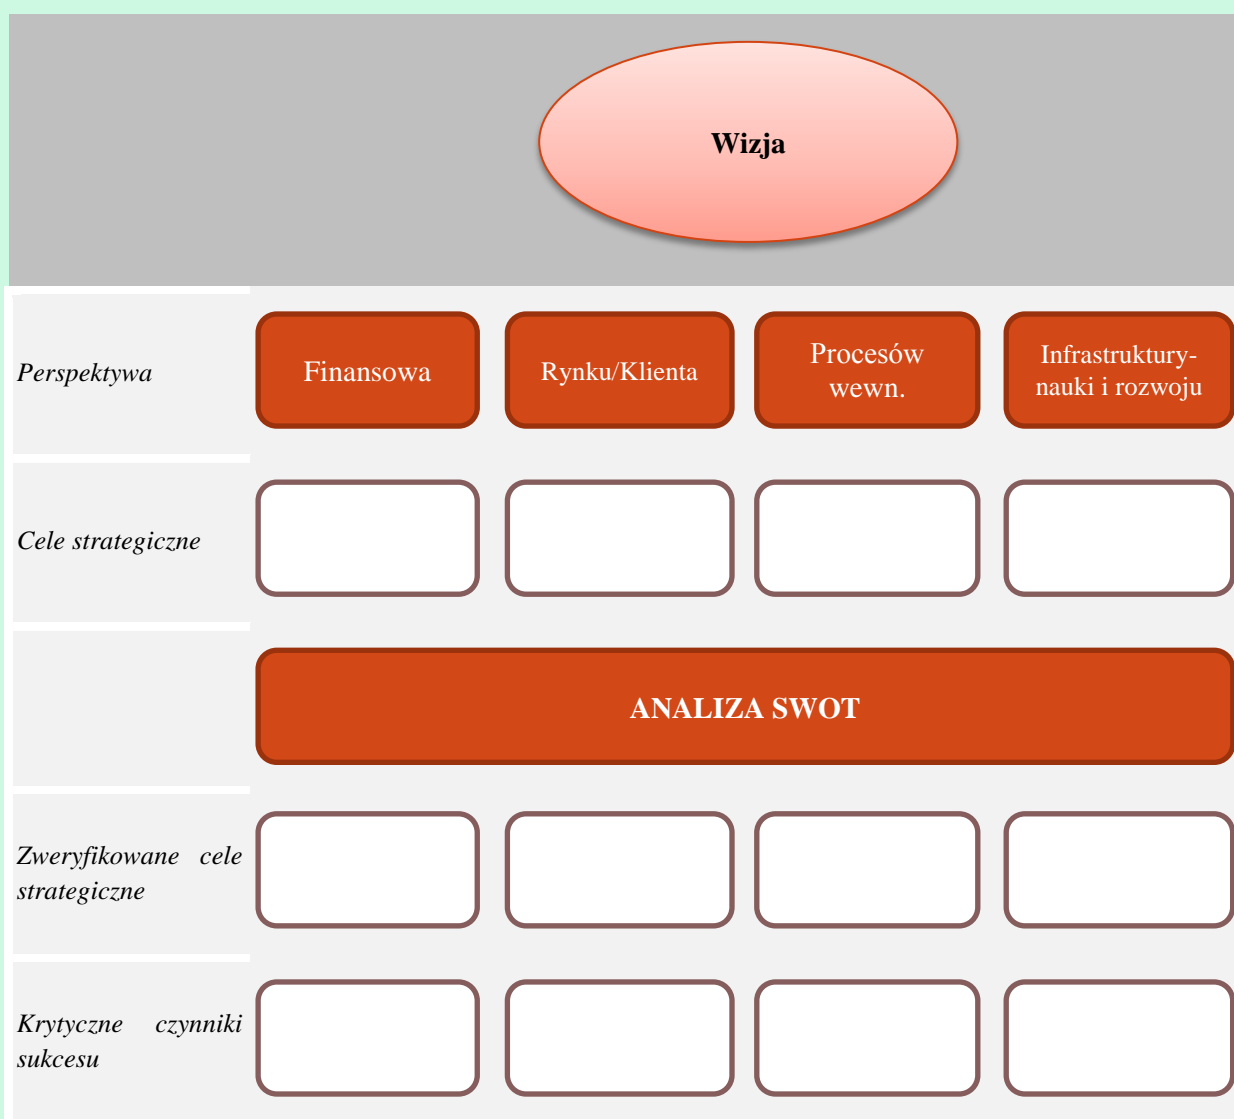 Wizja
Perspektywa
Finansowa
Rynku/Klienta
Procesów
wewn.
Infrastruktury-
nauki i rozwoju
Cele strategiczne
ANALIZA SWOT
Zweryfikowane cele
strategiczne
Krytyczne czynniki
sukcesu